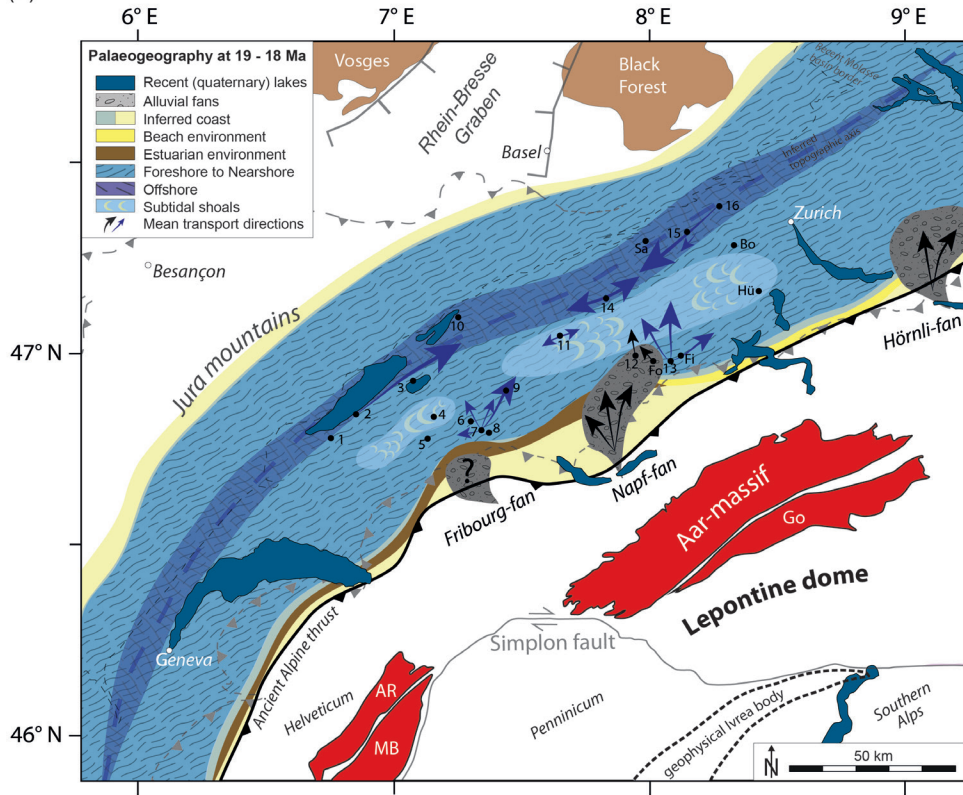 6° E
7° E
8° E
9° E
Palaeogeography at 19 - 18 Ma
Recent (quaternary) lakes
Alluvial fans
Inferred coast
Beach environment
Estuarian environment
Foreshore to Nearshore
Offshore
Subtidal shoals
Mean transport directions
Vosges
Rhein-Bresse
Graben
Black
Forest
Recent Molasse
basin border
Inferred
topographic axis
Basel
Besançon
Zurich
Jura mountains
16
15
Sa
Bo
14
Hü
10
11
47° N
12
Fo
13
Fi
Hörnli-fan
3
9
2
4
6
7
8
1
5
?
Fribourg-fan
Napf-fan
Aar-massif
Go
Lepontine dome
Simplon fault
Geneva
Ancient Alpine thrust
Helveticum
AR
MB
Penninicum
geophysical Ivrea body
Southern
Alps
46° N
N
50 km